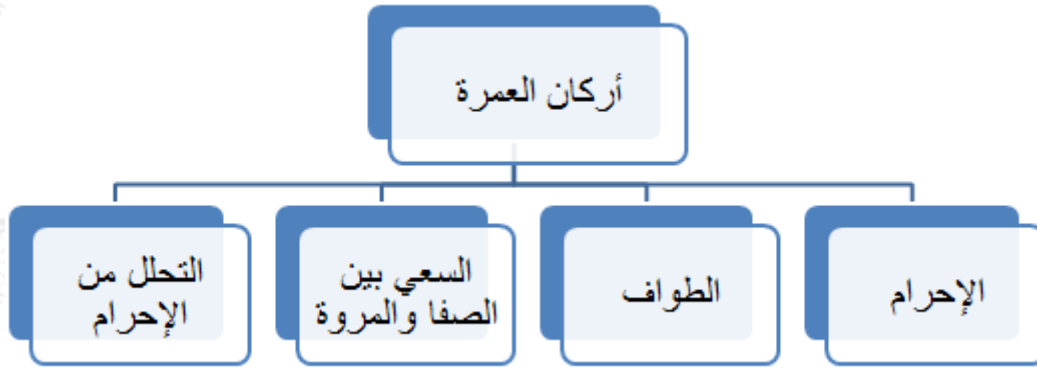 أركان العمرة
الإحرام
الطواف
السعي بين
الصفا والمروة
التحلل من
الإحرام